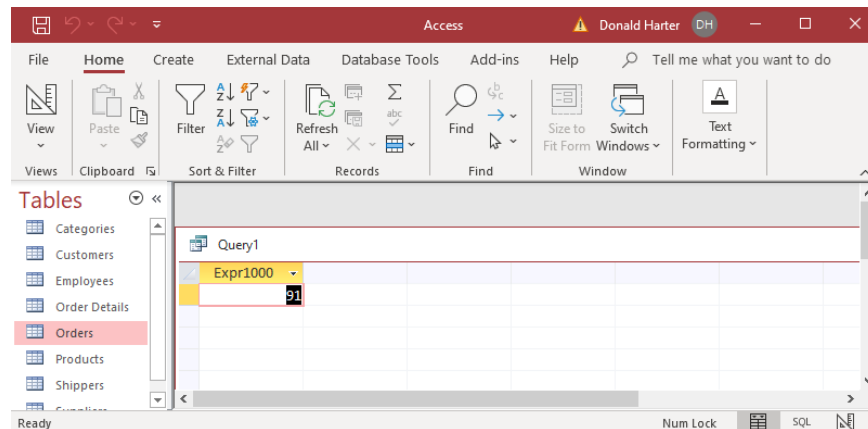 Access Donald Harter DH
File Home Create External Data Database Tools Add-ins Help Tell me what you want to do
View Paste Filter Refresh All abc Find Size to Fit Form Switch Windows A Text Formatting
Views Clipboard Sort & Filter Records Find Window
Tables
Categories
Customers
Employees
Order Details
Orders
Products
Shippers
Suppliers
Query1
Expr1000
91
Ready Num Lock SQL